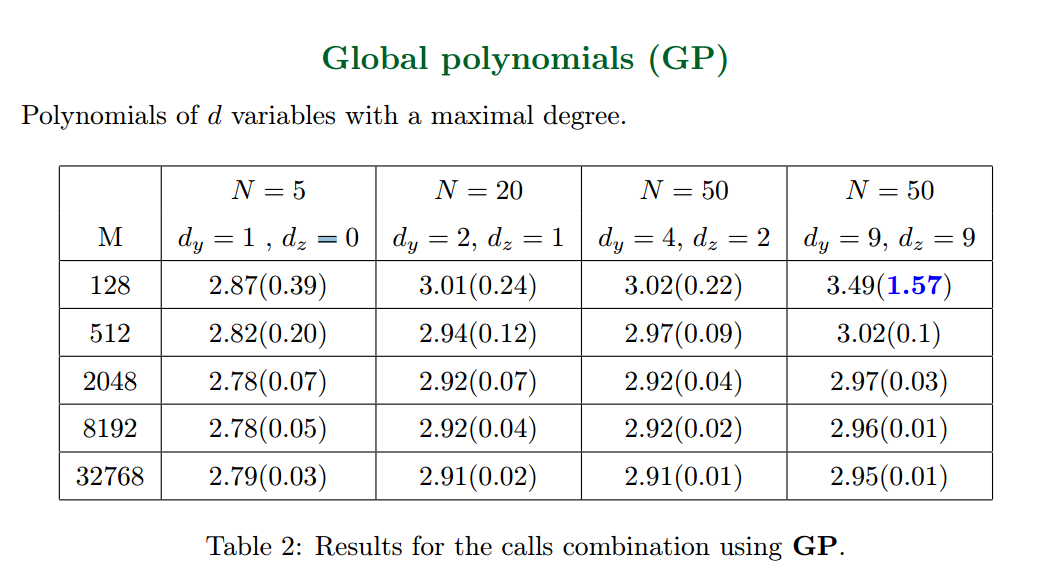 Global polynomials (GP)
Polynomials of d variables with a maximal degree.
N = 5 N = 20 N = 50 N = 50
M d_y = 1 , d_z = 0 d_y = 2, d_z = 1 d_y = 4, d_z = 2 d_y = 9, d_z = 9
128 2.87(0.39) 3.01(0.24) 3.02(0.22) 3.49(1.57)
512 2.82(0.20) 2.94(0.12) 2.97(0.09) 3.02(0.1)
2048 2.78(0.07) 2.92(0.07) 2.92(0.04) 2.97(0.03)
8192 2.78(0.05) 2.92(0.04) 2.92(0.02) 2.96(0.01)
32768 2.79(0.03) 2.91(0.02) 2.91(0.01) 2.95(0.01)
Table 2: Results for the calls combination using GP.